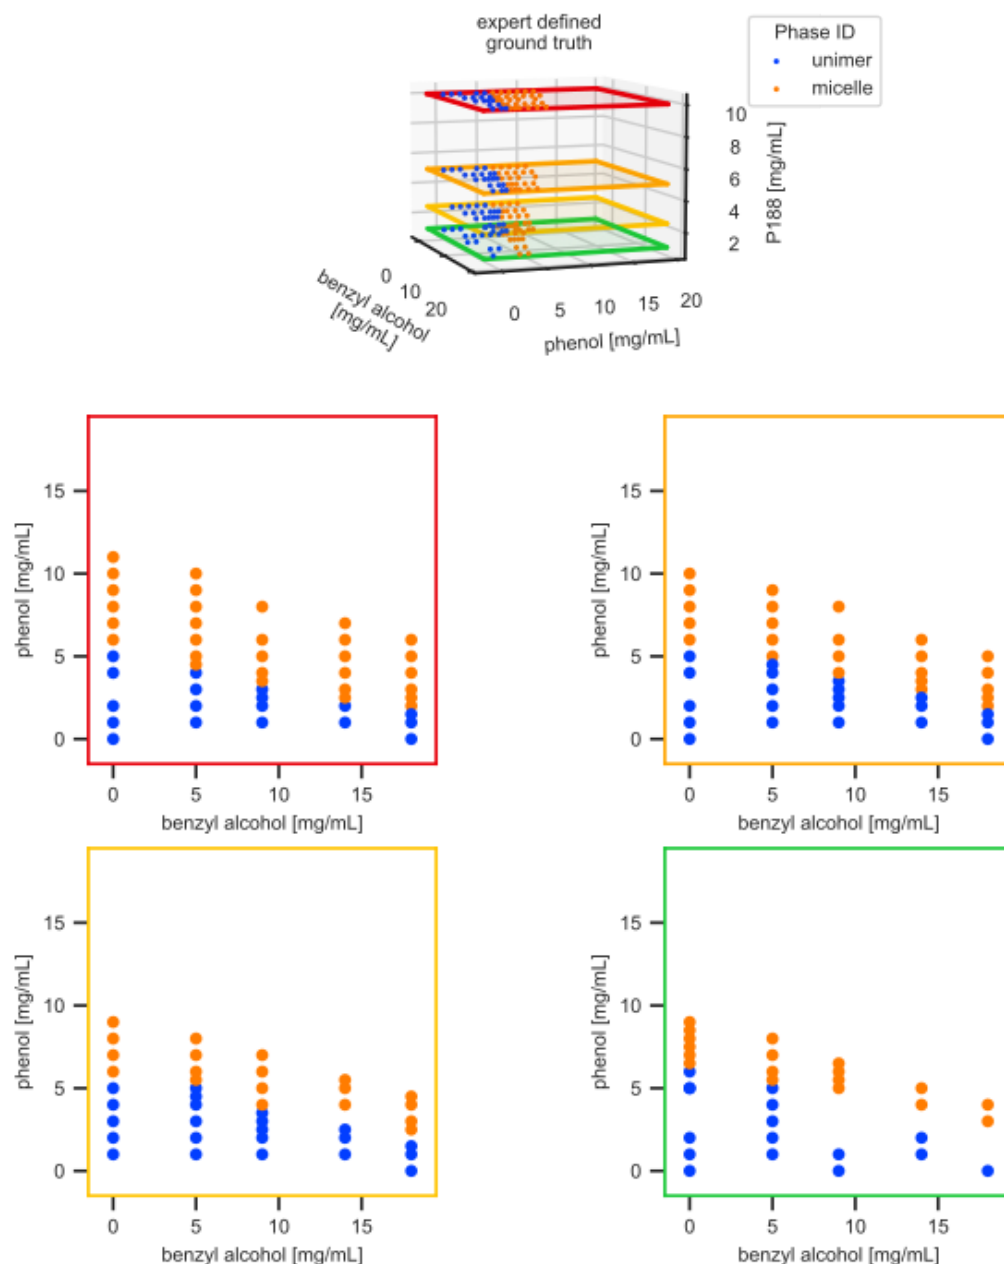 expert defined
ground truth
Phase ID
unimer
micelle
10
8
6
4
2
P188 [mg/mL]
0
10
20
benzyl alcohol
[mg/mL]
0
5
10
15
20
phenol [mg/mL]
15
10
5
0
phenol [mg/mL]
0
5
10
15
benzyl alcohol [mg/mL]
15
10
5
0
phenol [mg/mL]
0
5
10
15
benzyl alcohol [mg/mL]
15
10
5
0
phenol [mg/mL]
0
5
10
15
benzyl alcohol [mg/mL]
15
10
5
0
phenol [mg/mL]
0
5
10
15
benzyl alcohol [mg/mL]